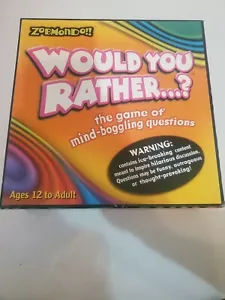 ZOBMONDO!!
WOULD YOU
RATHER...?
the game of
mind-boggling questions
WARNING:
contains ice-breaking content
meant to inspire hilarious discussion.
Questions may be funny, outrageous
or thought-provoking!
Ages 12 to Adult